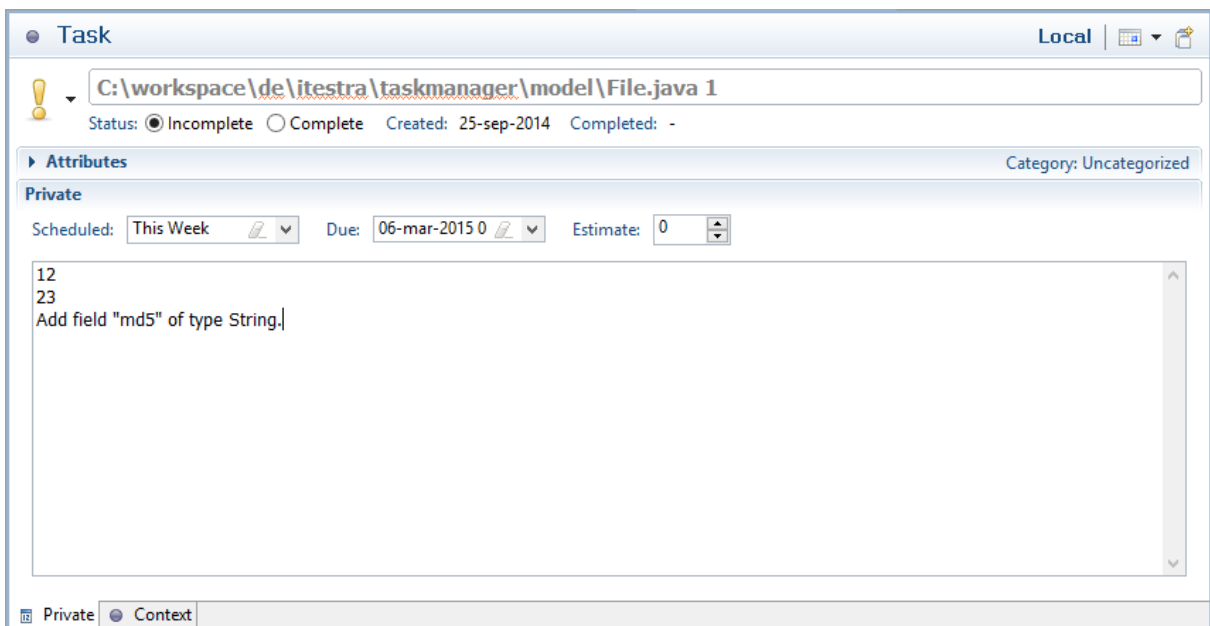 Task Local
C:\workspace\de\itestra\taskmanager\model\File.java 1
Status: Incomplete Complete Created: 25-sep-2014 Completed: -
Attributes Category: Uncategorized
Private
Scheduled: This Week Due: 06-mar-2015 0 Estimate: 0
12
23
Add field "md5" of type String.
Private Context